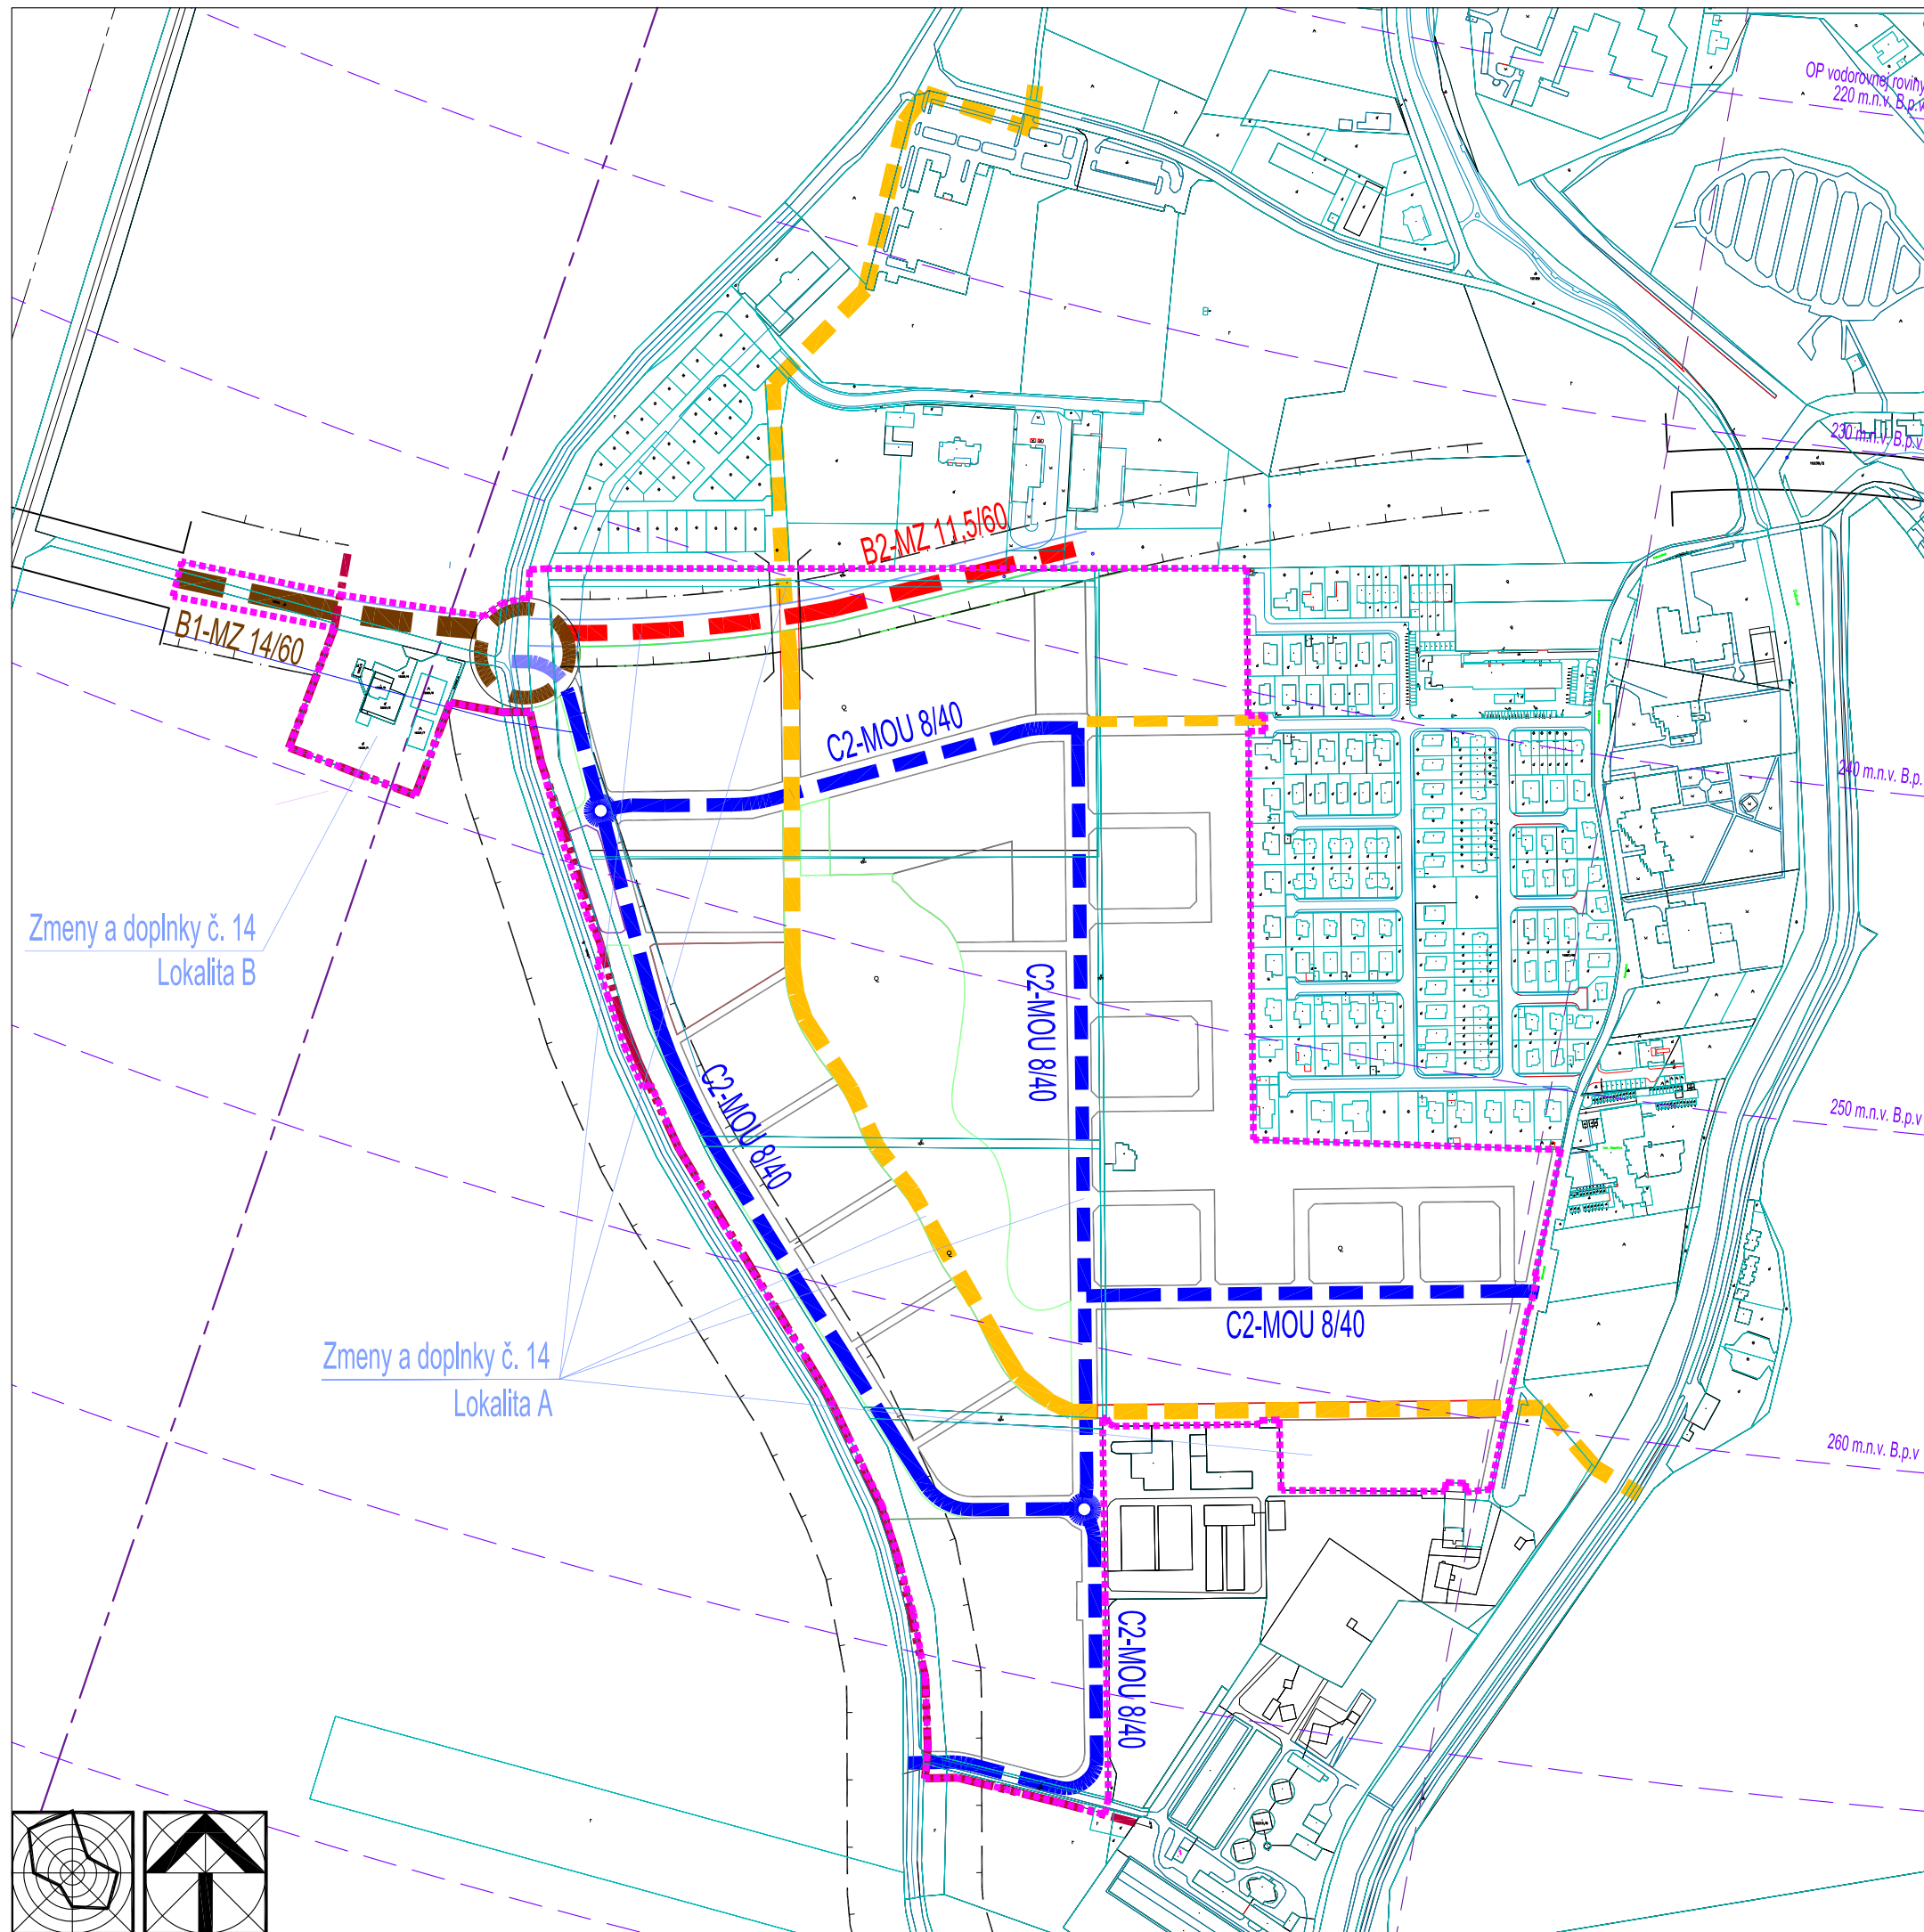 OP vodorovnej roviny
220 m.n.v. B.p.v
230 m.n.v. B.p.v
B2-MZ 11,5/60
B1-MZ 14/60
C2-MOU 8/40
240 m.n.v. B.p.
Zmeny a doplnky č. 14
Lokalita B
C2-MOU 8/40
C2-MOU 8/40
250 m.n.v. B.p.v
C2-MOU 8/40
Zmeny a doplnky č. 14
Lokalita A
260 m.n.v. B.p.v
C2-MOU 8/40